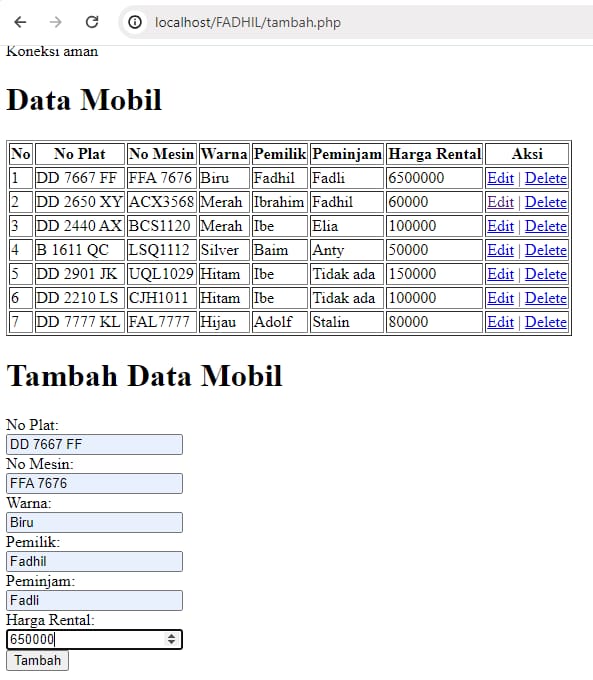 localhost/FADHIL/tambah.php
Koneksi aman
Data Mobil
No No Plat No Mesin Warna Pemilik Peminjam Harga Rental Aksi
1 DD 7667 FF FFA 7676 Biru Fadhil Fadli 6500000 Edit | Delete
2 DD 2650 XY ACX3568 Merah Ibrahim Fadhil 60000 Edit | Delete
3 DD 2440 AX BCS1120 Merah Ibe Elia 100000 Edit | Delete
4 B 1611 QC LSQ1112 Silver Baim Anty 50000 Edit | Delete
5 DD 2901 JK UQL1029 Hitam Ibe Tidak ada 150000 Edit | Delete
6 DD 2210 LS CJH1011 Hitam Ibe Tidak ada 100000 Edit | Delete
7 DD 7777 KL FAL7777 Hijau Adolf Stalin 80000 Edit | Delete
Tambah Data Mobil
No Plat:
DD 7667 FF
No Mesin:
FFA 7676
Warna:
Biru
Pemilik:
Fadhil
Peminjam:
Fadli
Harga Rental:
650000
Tambah